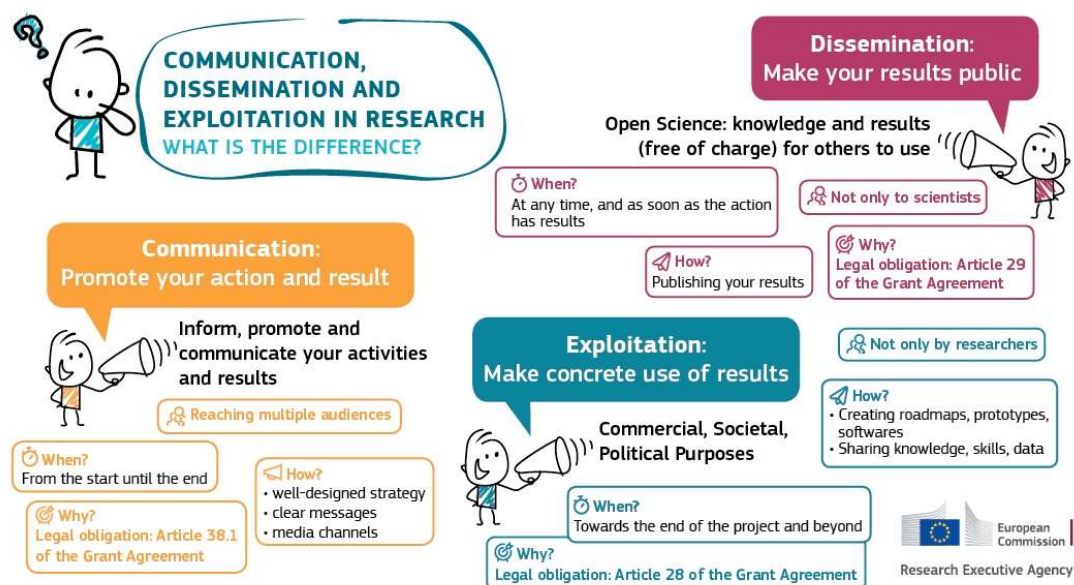 COMMUNICATION,
DISSEMINATION AND
EXPLOITATION IN RESEARCH
WHAT IS THE DIFFERENCE?
Dissemination:
Make your results public
Open Science: knowledge and results
(free of charge) for others to use
When?
At any time, and as soon as the action
has results
Not only to scientists
How?
Publishing your results
Why?
Legal obligation: Article 29
of the Grant Agreement
Communication:
Promote your action and result
Inform, promote and
communicate your activities
and results
Reaching multiple audiences
When?
From the start until the end
How?
• well-designed strategy
• clear messages
• media channels
Why?
Legal obligation: Article 38.1
of the Grant Agreement
Exploitation:
Make concrete use of results
Commercial, Societal,
Political Purposes
Not only by researchers
How?
• Creating roadmaps, prototypes,
softwares
• Sharing knowledge, skills, data
When?
Towards the end of the project and beyond
Why?
Legal obligation: Article 28 of the Grant Agreement
European
Commission
Research Executive Agency